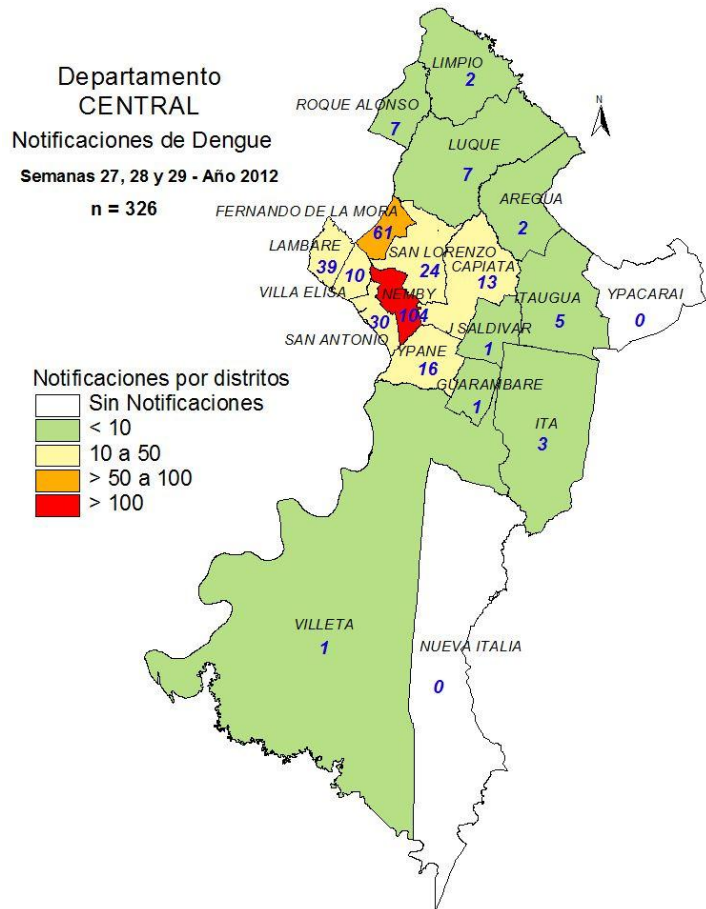 Departamento
CENTRAL
Notificaciones de Dengue
Semanas 27, 28 y 29 - Año 2012
n = 326
N
LIMPIO
2
ROQUE ALONSO
7
LUQUE
7
AREGUA
2
FERNANDO DE LA MORA
61
LAMBARE
39
10
VILLA ELISA
SAN LORENZO
24
CAPIATA
13
ITAUGUA
5
YPACARAI
0
NEMBY
104
30
SAN ANTONIO
J SALDIVAR
1
YPANE
16
GUARAMBARE
1
ITA
3
Notificaciones por distritos
Sin Notificaciones
< 10
10 a 50
> 50 a 100
> 100
VILLETA
1
NUEVA ITALIA
0